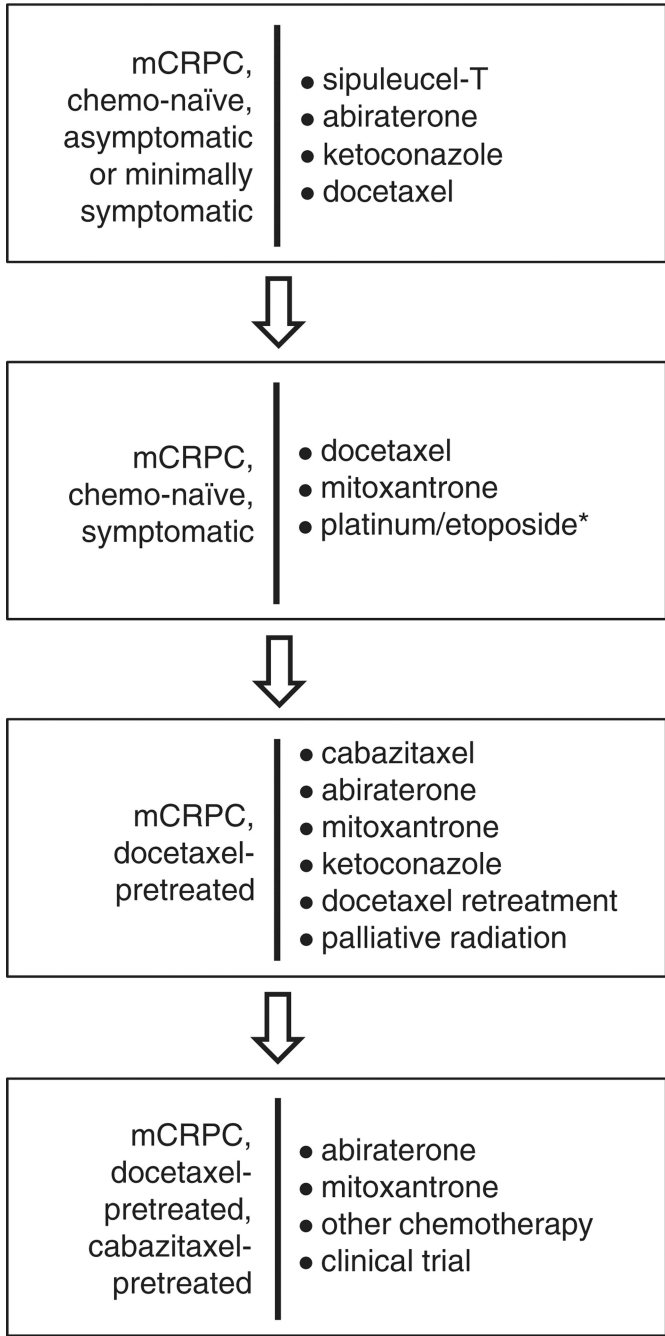 mCRPC,
chemo-naïve,
asymptomatic
or minimally
symptomatic
● sipuleucel-T
● abiraterone
● ketoconazole
● docetaxel
mCRPC,
chemo-naïve,
symptomatic
● docetaxel
● mitoxantrone
● platinum/etoposide*
mCRPC,
docetaxel-
pretreated
● cabazitaxel
● abiraterone
● mitoxantrone
● ketoconazole
● docetaxel retreatment
● palliative radiation
mCRPC,
docetaxel-
pretreated,
cabazitaxel-
pretreated
● abiraterone
● mitoxantrone
● other chemotherapy
● clinical trial